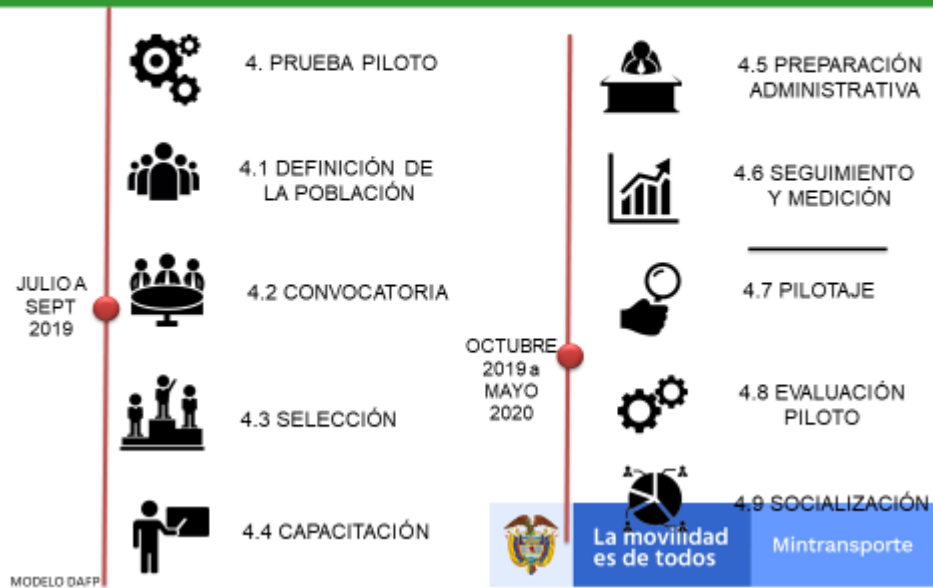 4. PRUEBA PILOTO
4.1 DEFINICIÓN DE
LA POBLACIÓN
JULIO A
SEPT
2019
4.2 CONVOCATORIA
4.3 SELECCIÓN
4.4 CAPACITACIÓN
MODELO DAFP
4.5 PREPARACIÓN
ADMINISTRATIVA
4.6 SEGUIMIENTO
Y MEDICIÓN
4.7 PILOTAJE
OCTUBRE
2019 a
MAYO
2020
4.8 EVALUACIÓN
PILOTO
4.9 SOCIALIZACIÓN
La movilidad
es de todos
Mintransporte